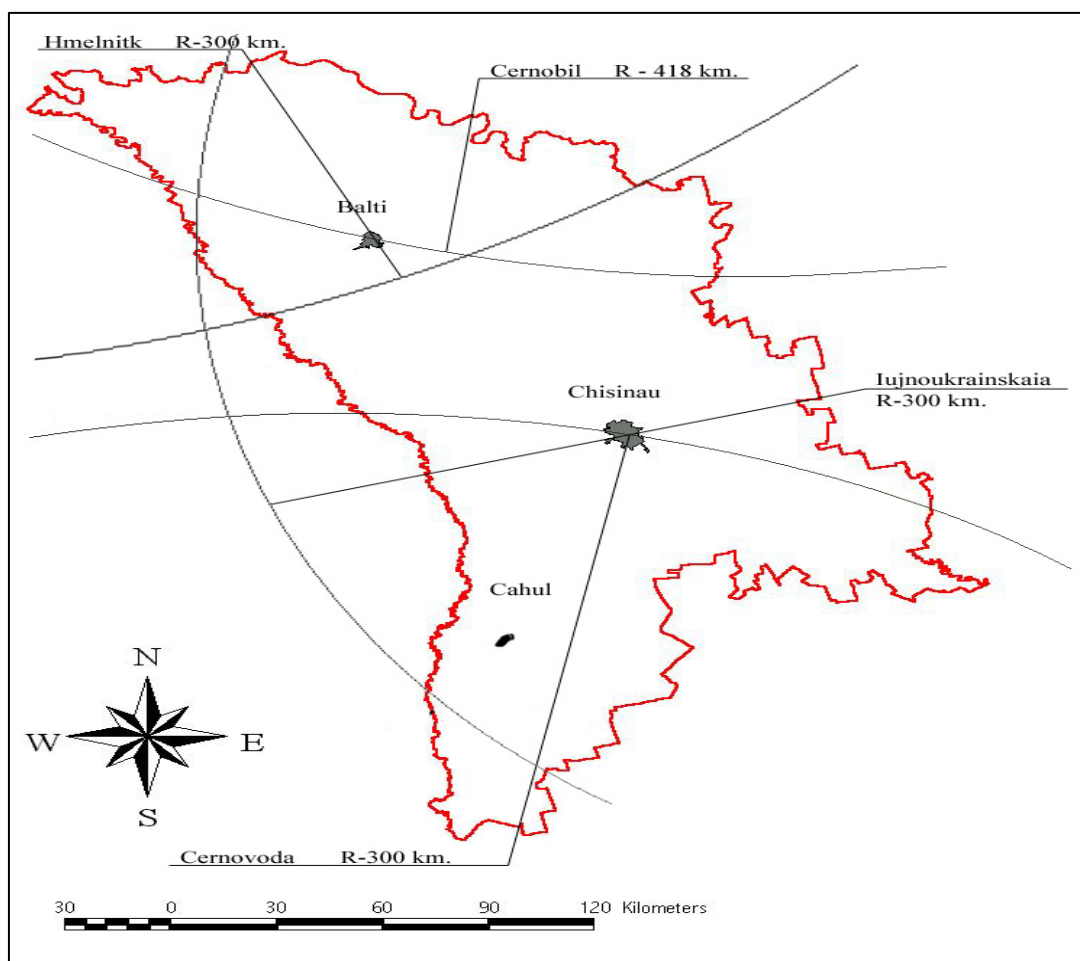 Hmelnitk R-300 km.
Cernobil R - 418 km.
Balti
Iujnoukrainskaia
R-300 km.
Chisinau
Cahul
N
W E
S
Cernovoda R-300 km.
30 0 30 60 90 120 Kilometers